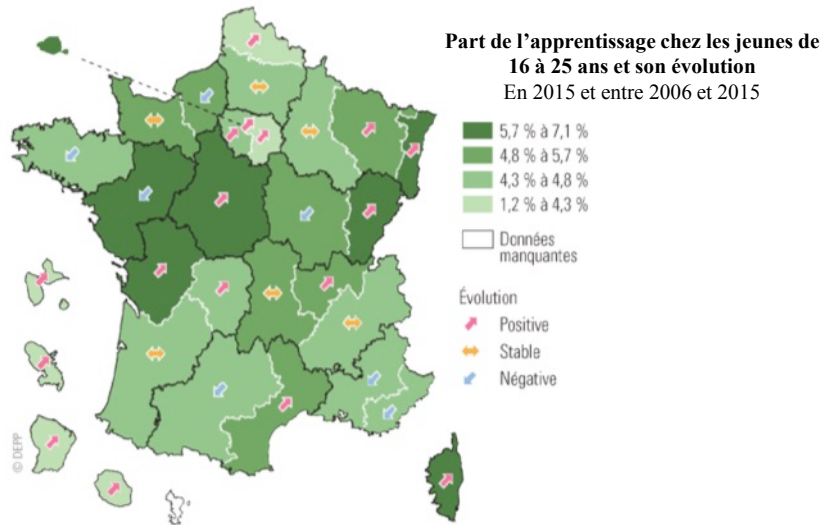 Part de l’apprentissage chez les jeunes de
16 à 25 ans et son évolution
En 2015 et entre 2006 et 2015
5,7 % à 7,1 %
4,8 % à 5,7 %
4,3 % à 4,8 %
1,2 % à 4,3 %
Données
manquantes
Évolution
Positive
Stable
Négative
© DEPP